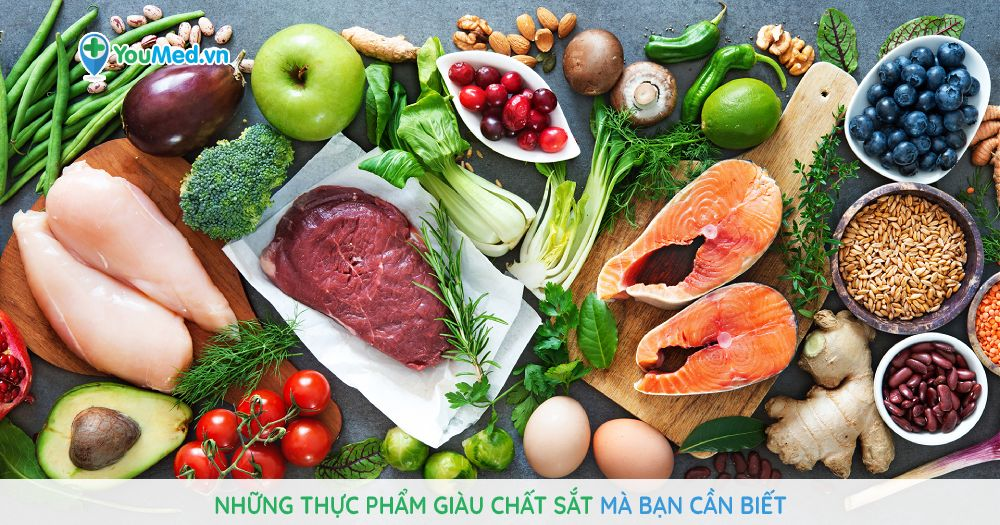 YouMed.vn
NHỮNG THỰC PHẨM GIÀU CHẤT SẮT MÀ BẠN CẦN BIẾT